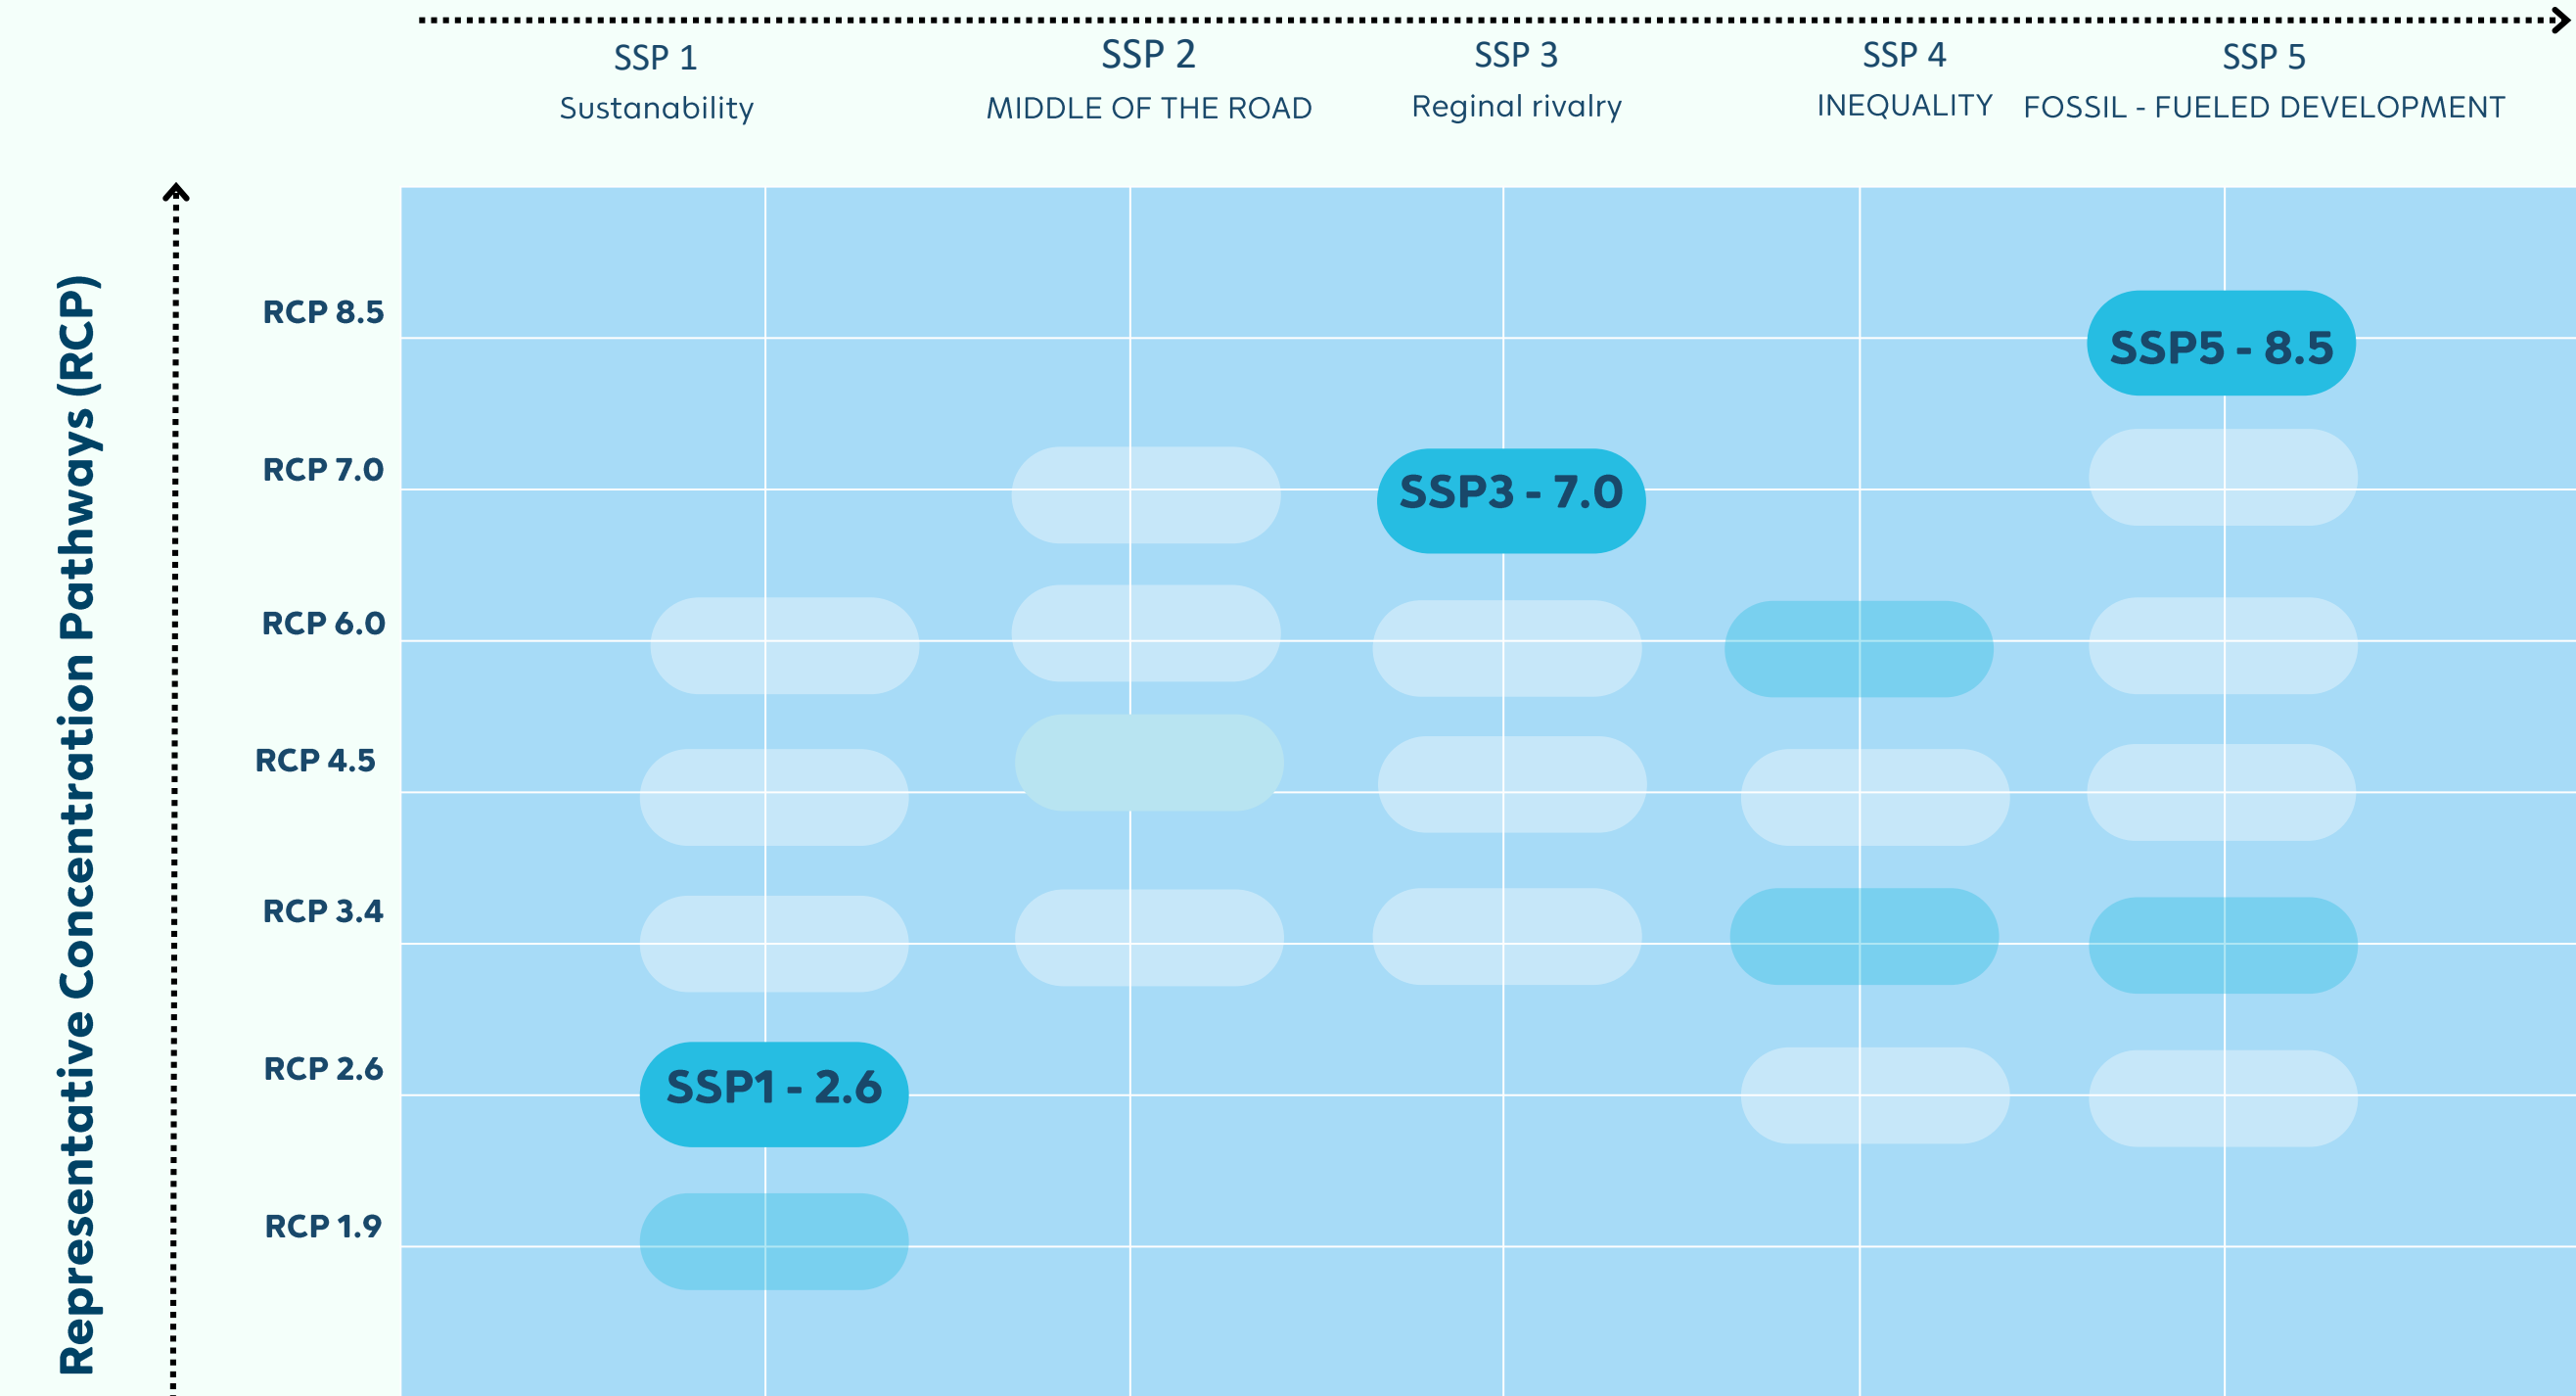 SSP 1
SSP 2
SSP 3
SSP 4
SSP 5
Sustanability
MIDDLE OF THE ROAD
Reginal rivalry
INEQUALITY
FOSSIL - FUELED DEVELOPMENT
Representative Concentration Pathways (RCP)
RCP 8.5
SSP5 - 8.5
RCP 7.0
SSP3 - 7.0
RCP 6.0
RCP 4.5
RCP 3.4
RCP 2.6
SSP1 - 2.6
RCP 1.9